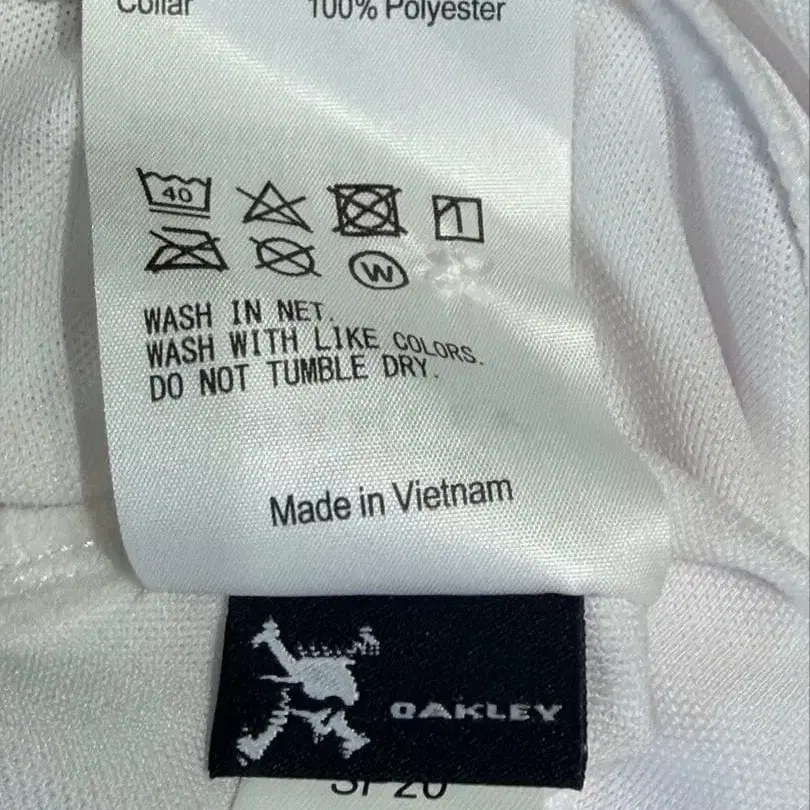 Collar 100% Polyester
40
W
WASH IN NET.
WASH WITH LIKE COLORS.
DO NOT TUMBLE DRY.
Made in Vietnam
OAKLEY
SP20